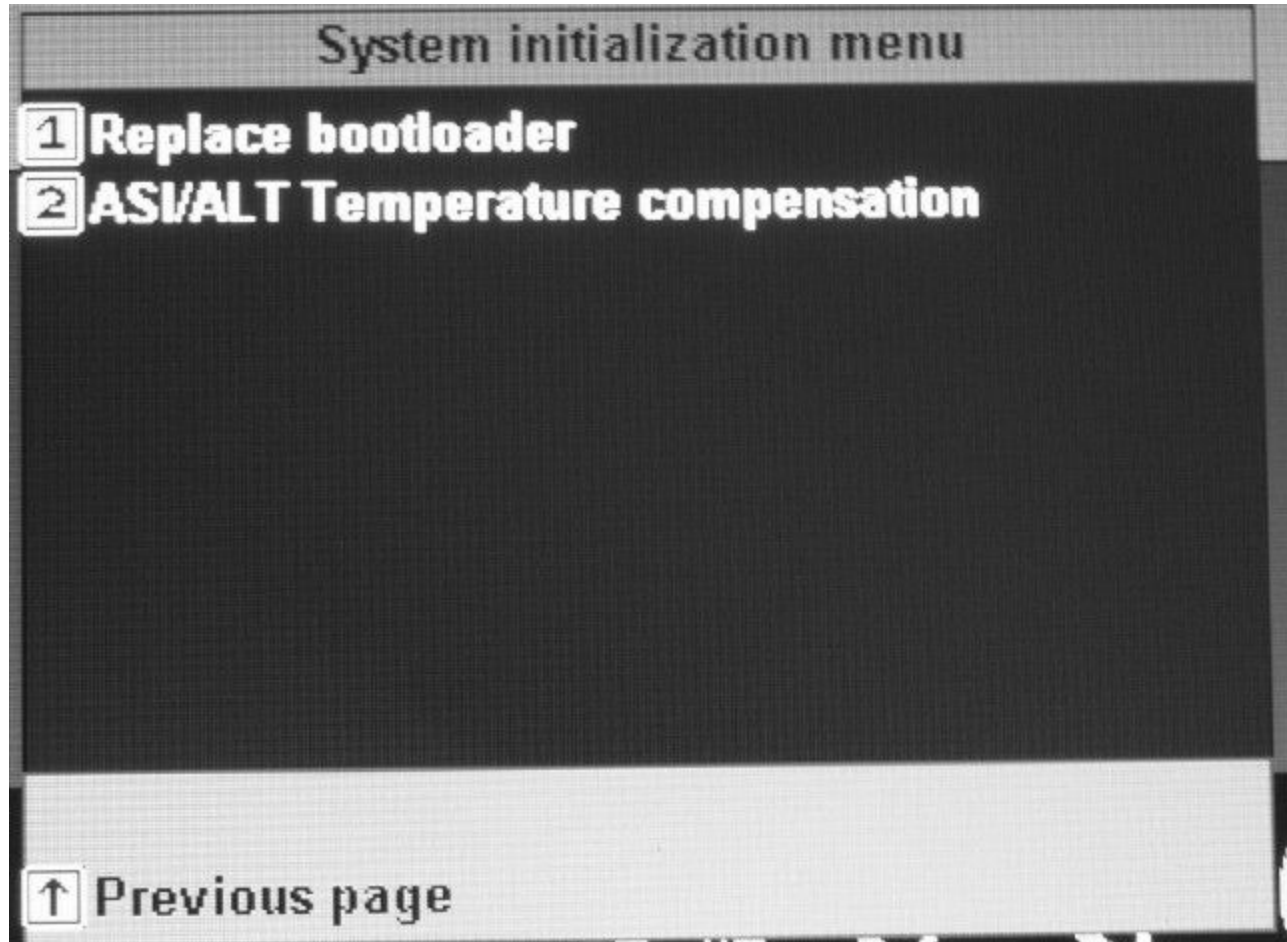 System initialization menu
1 Replace bootloader
2 ASI/ALT Temperature compensation
↑ Previous page